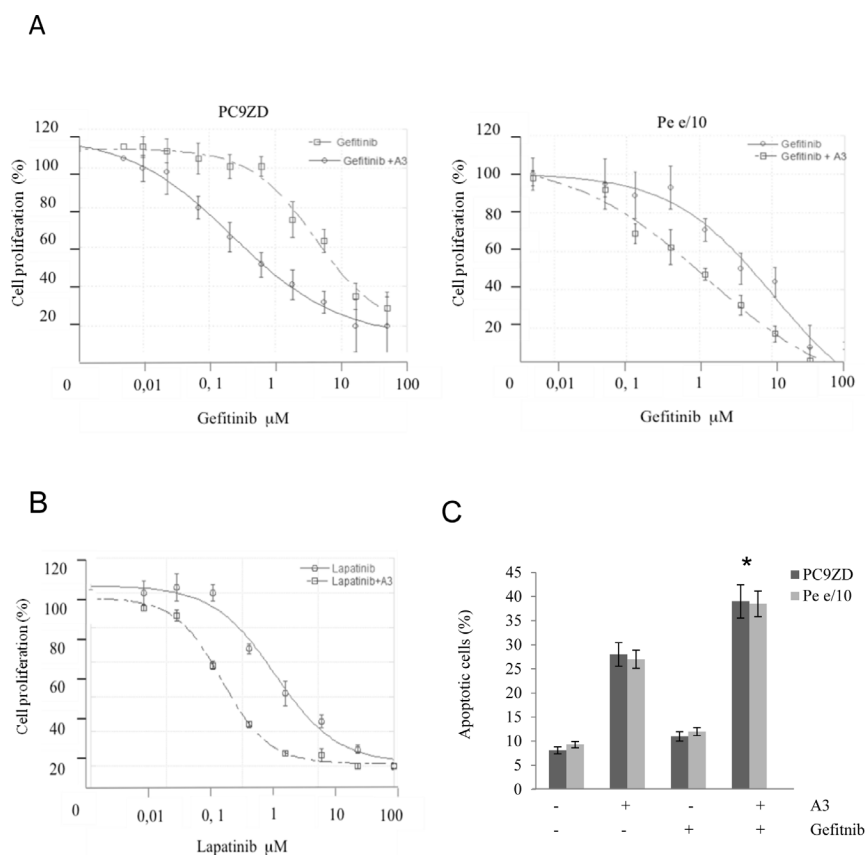 A
PC9ZD
Gefitinib
Gefitinib +A3
Cell proliferation (%)
120
100
80
60
40
20
0
0,01
0, 1
1
10
100
Gefitinib μM
Pe e/10
Gefitinib
Gefitinib + A3
Cell proliferation (%)
120
100
80
60
40
20
0
0,01
0, 1
1
10
100
Gefitinib μM
B
Lapatinib
Lapatinib+A3
Cell proliferation (%)
120
100
80
60
40
20
0
0,01
0, 1
1
10
100
Lapatinib μM
C
*
PC9ZD
Pe e/10
Apoptotic cells (%)
45
40
35
30
25
20
15
10
5
0
- + - + A3
- - + + Gefitnib